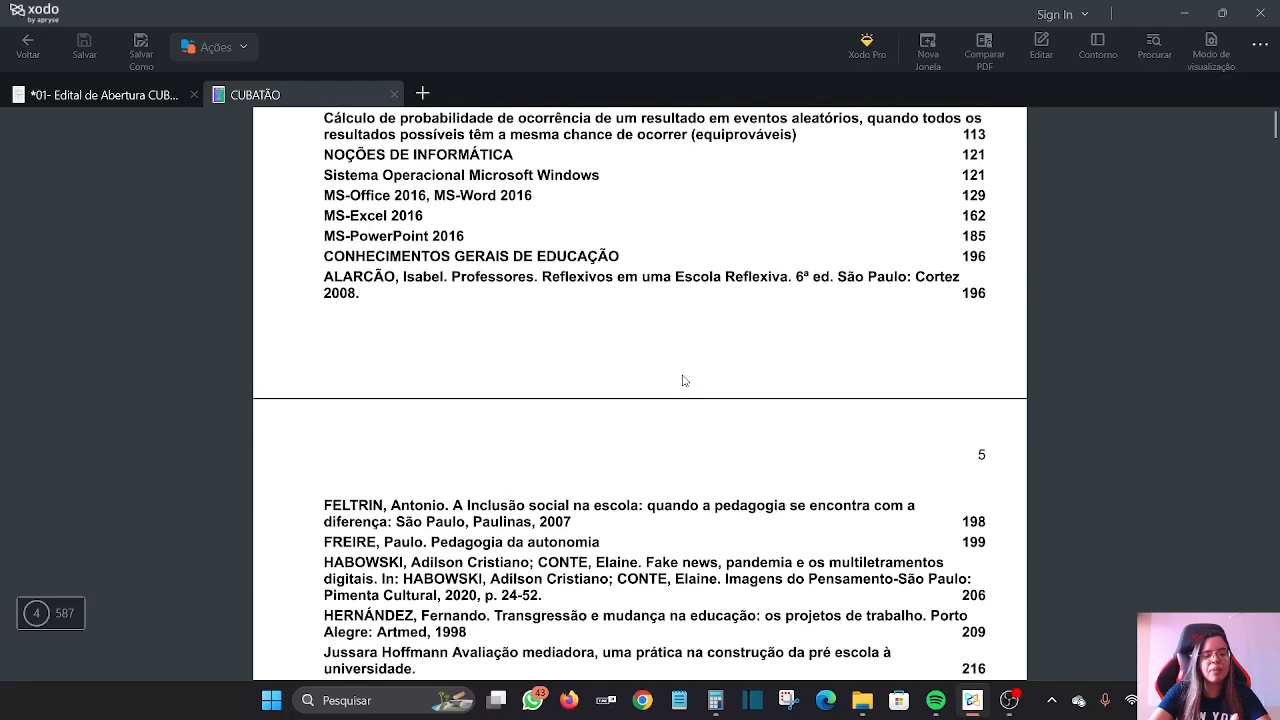 xodo
by apryse
Sign In
Voltar
Salvar
Salvar
Como
Ações
Xodo Pro
Nova
Janela
Comparar
PDF
Editar
Contorno
Procurar
Modo de
visualização
*01- Edital de Abertura CUB...
CUBATÃO
Cálculo de probabilidade de ocorrência de um resultado em eventos aleatórios, quando todos os
resultados possíveis têm a mesma chance de ocorrer (equiprováveis) 113
NOÇÕES DE INFORMÁTICA 121
Sistema Operacional Microsoft Windows 121
MS-Office 2016, MS-Word 2016 129
MS-Excel 2016 162
MS-PowerPoint 2016 185
CONHECIMENTOS GERAIS DE EDUCAÇÃO 196
ALARCÃO, Isabel. Professores. Reflexivos em uma Escola Reflexiva. 6ª ed. São Paulo: Cortez
2008. 196
5
FELTRIN, Antonio. A Inclusão social na escola: quando a pedagogia se encontra com a
diferença: São Paulo, Paulinas, 2007 198
FREIRE, Paulo. Pedagogia da autonomia 199
HABOWSKI, Adilson Cristiano; CONTE, Elaine. Fake news, pandemia e os multiletramentos
digitais. In: HABOWSKI, Adilson Cristiano; CONTE, Elaine. Imagens do Pensamento-São Paulo:
Pimenta Cultural, 2020, p. 24-52. 206
HERNÁNDEZ, Fernando. Transgressão e mudança na educação: os projetos de trabalho. Porto
Alegre: Artmed, 1998 209
Jussara Hoffmann Avaliação mediadora, uma prática na construção da pré escola à
universidade. 216
4 587
Pesquisar
43